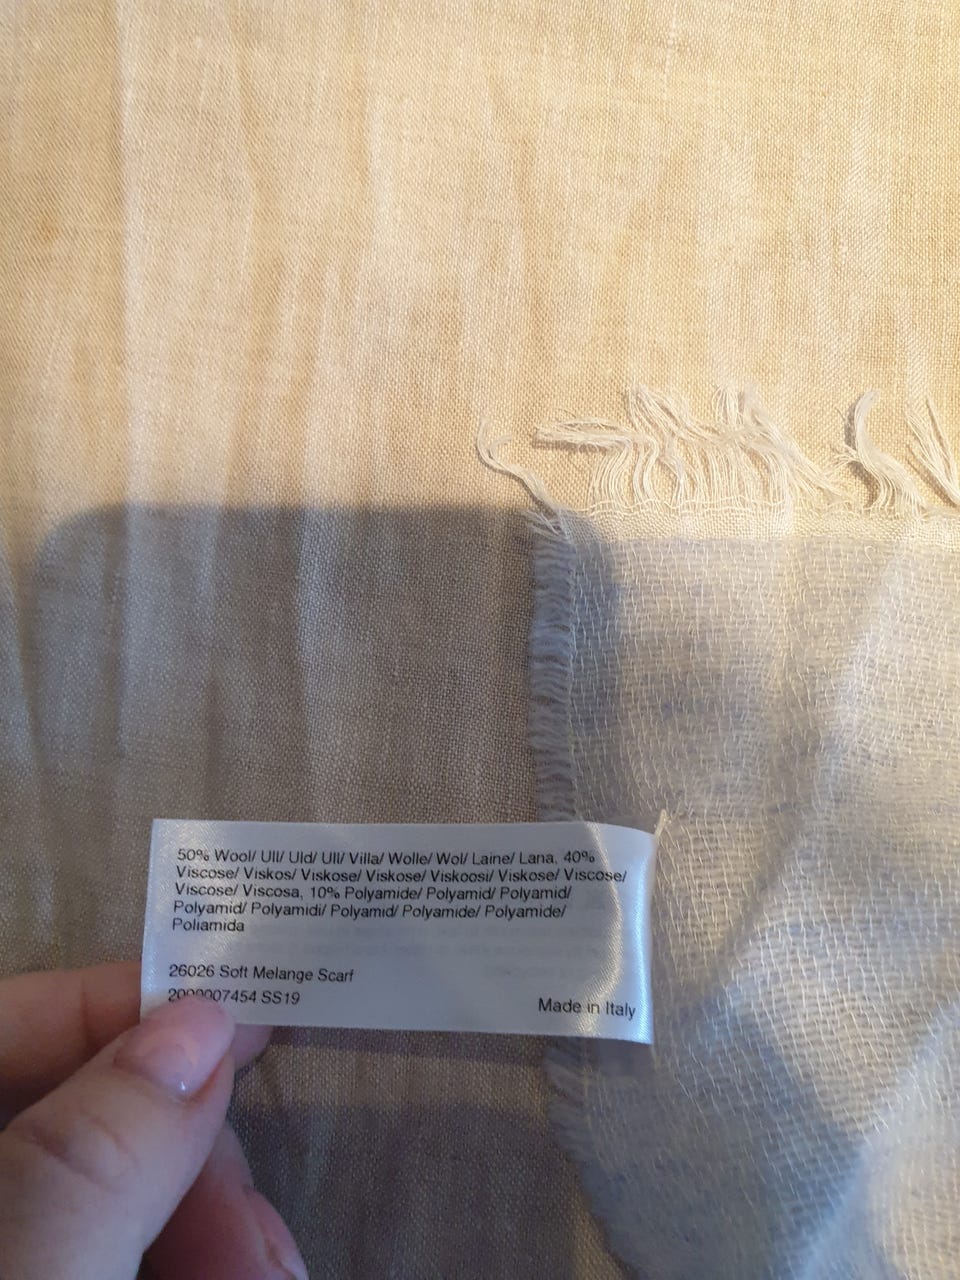 50% Wool/ Ull/ Uld/ Ull/ Villa/ Wolle/ Wol/ Laine/ Lana, 40%
Viscose/ Viskos/ Viskose/ Viskose/ Viskoosi/ Viskose/ Viscose/
Viscose/ Viscosa, 10% Polyamide/ Polyamid/ Polyamid/
Polyamid/ Polyamidi/ Polyamid/ Polyamide/ Polyamide/
Poliamida
26026 Soft Melange Scarf
2000007454 SS19
Made in Italy